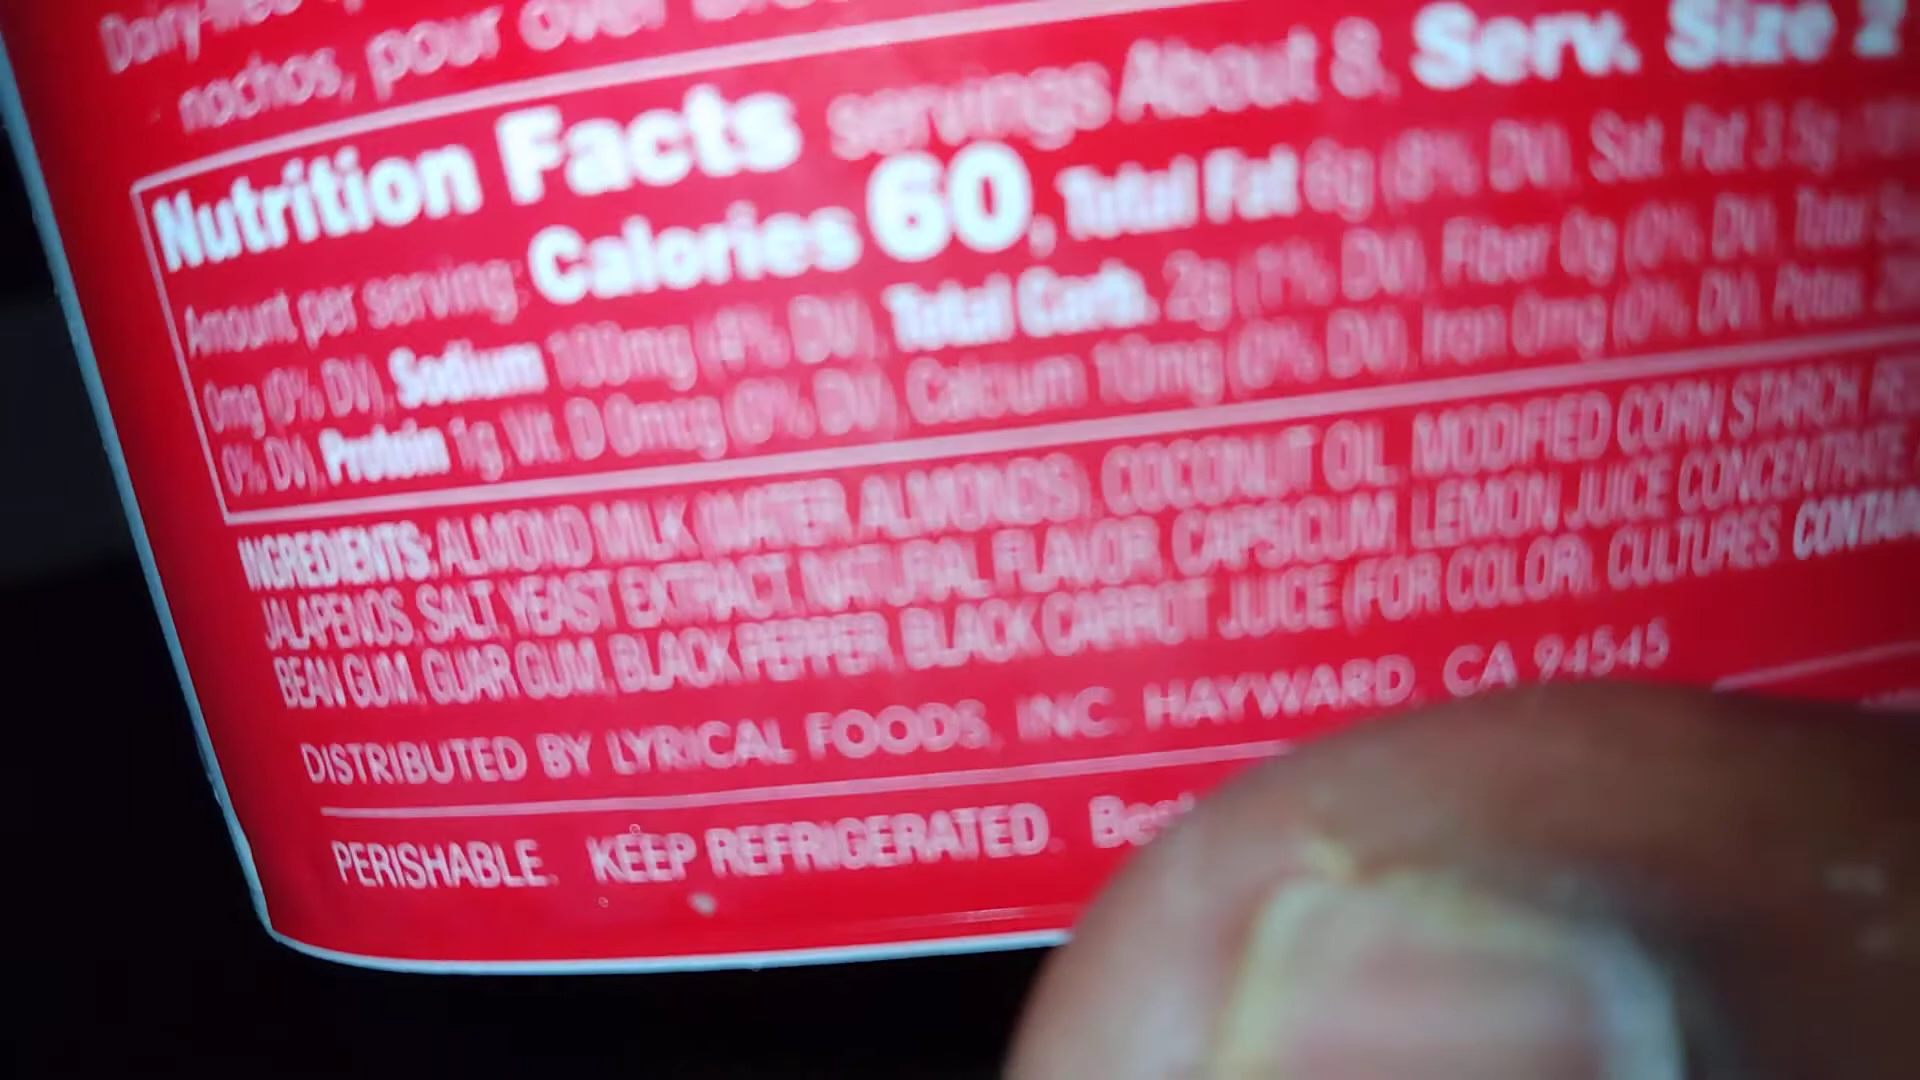 Dairy-free
nachos, pour over
Nutrition Facts servings About 8, Serv. Size 2
Amount per serving: Calories 60, Total Fat 6g (8% DV), Sat. Fat 3.5g
0mg (0% DV), Sodium 100mg (4% DV), Total Carb. 2g (1% DV), Fiber 0g (0% DV), Total
0% DV), Protein 1g, Vit. D 0mcg (0% DV), Calcium 10mg (0% DV), Iron 0mg (0% DV), Potas.
INGREDIENTS: ALMOND MILK (WATER, ALMONDS), COCONUT OIL, MODIFIED CORN STARCH,
JALAPENOS, SALT, YEAST EXTRACT, NATURAL FLAVOR, CAPSICUM, LEMON JUICE CONCENTRATE
BEAN GUM, GUAR GUM, BLACK PEPPER, BLACK CARROT JUICE (FOR COLOR), CULTURES.
DISTRIBUTED BY LYRICAL FOODS, INC. HAYWARD, CA 94545
PERISHABLE. KEEP REFRIGERATED.